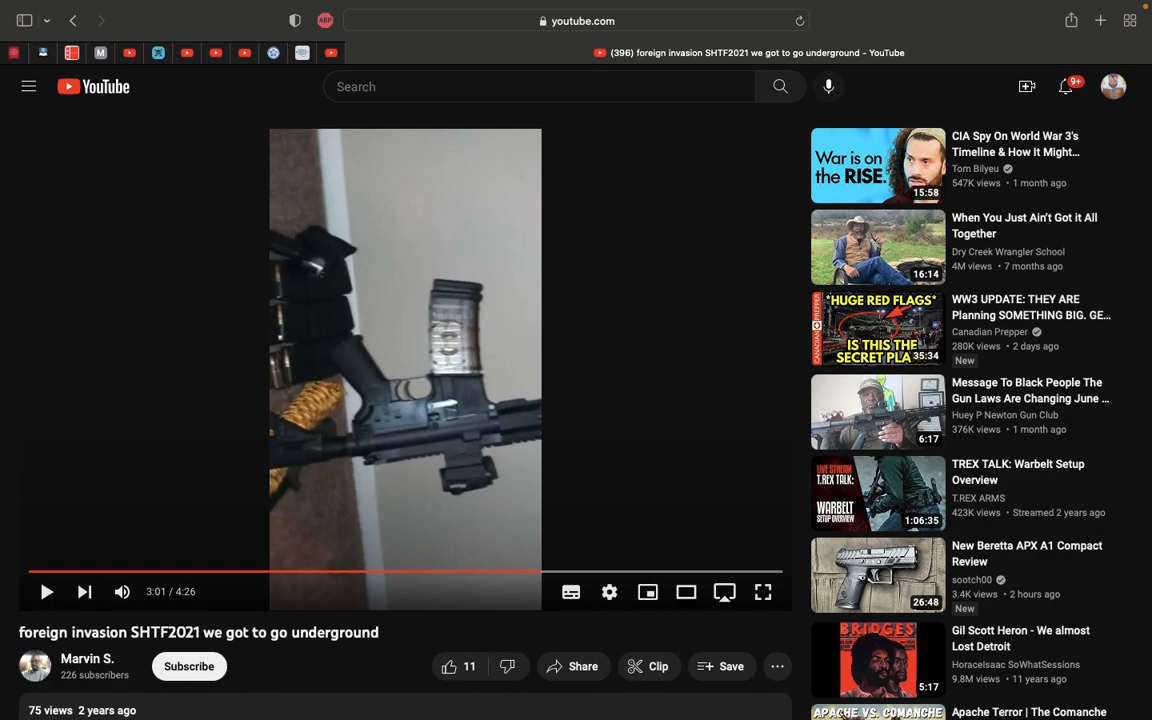 youtube.com
(396) foreign invasion SHTF2021 we got to go underground - YouTube
YouTube
Search
9+
War is on
the RISE.
15:58
CIA Spy On World War 3's
Timeline & How It Might...
Tom Bilyeu
547K views • 1 month ago
16:14
When You Just Ain't Got it All
Together
Dry Creek Wrangler School
4M views • 7 months ago
*HUGE RED FLAGS*
CANADIAN PREPPER
IS THIS THE
SECRET PLA
35:34
WW3 UPDATE: THEY ARE
Planning SOMETHING BIG. GE...
Canadian Prepper
280K views • 2 days ago
New
6:17
Message To Black People The
Gun Laws Are Changing June ...
Huey P Newton Gun Club
376K views • 1 month ago
LIVE STREAM
T.REX TALK:
WARBELT
SETUP OVERVIEW
1:06:35
TREX TALK: Warbelt Setup
Overview
T.REX ARMS
423K views • Streamed 2 years ago
26:48
New Beretta APX A1 Compact
Review
sootch00
3.4K views • 2 hours ago
New
BRIDGES
5:17
Gil Scott Heron - We almost
Lost Detroit
HoraceIsaac SoWhatSessions
9.8M views • 11 years ago
APACHE VS. COMANCHE
Apache Terror | The Comanche
3:01 / 4:26
foreign invasion SHTF2021 we got to go underground
Marvin S.
226 subscribers
Subscribe
11
Share
Clip
Save
75 views 2 years ago
ABP
M